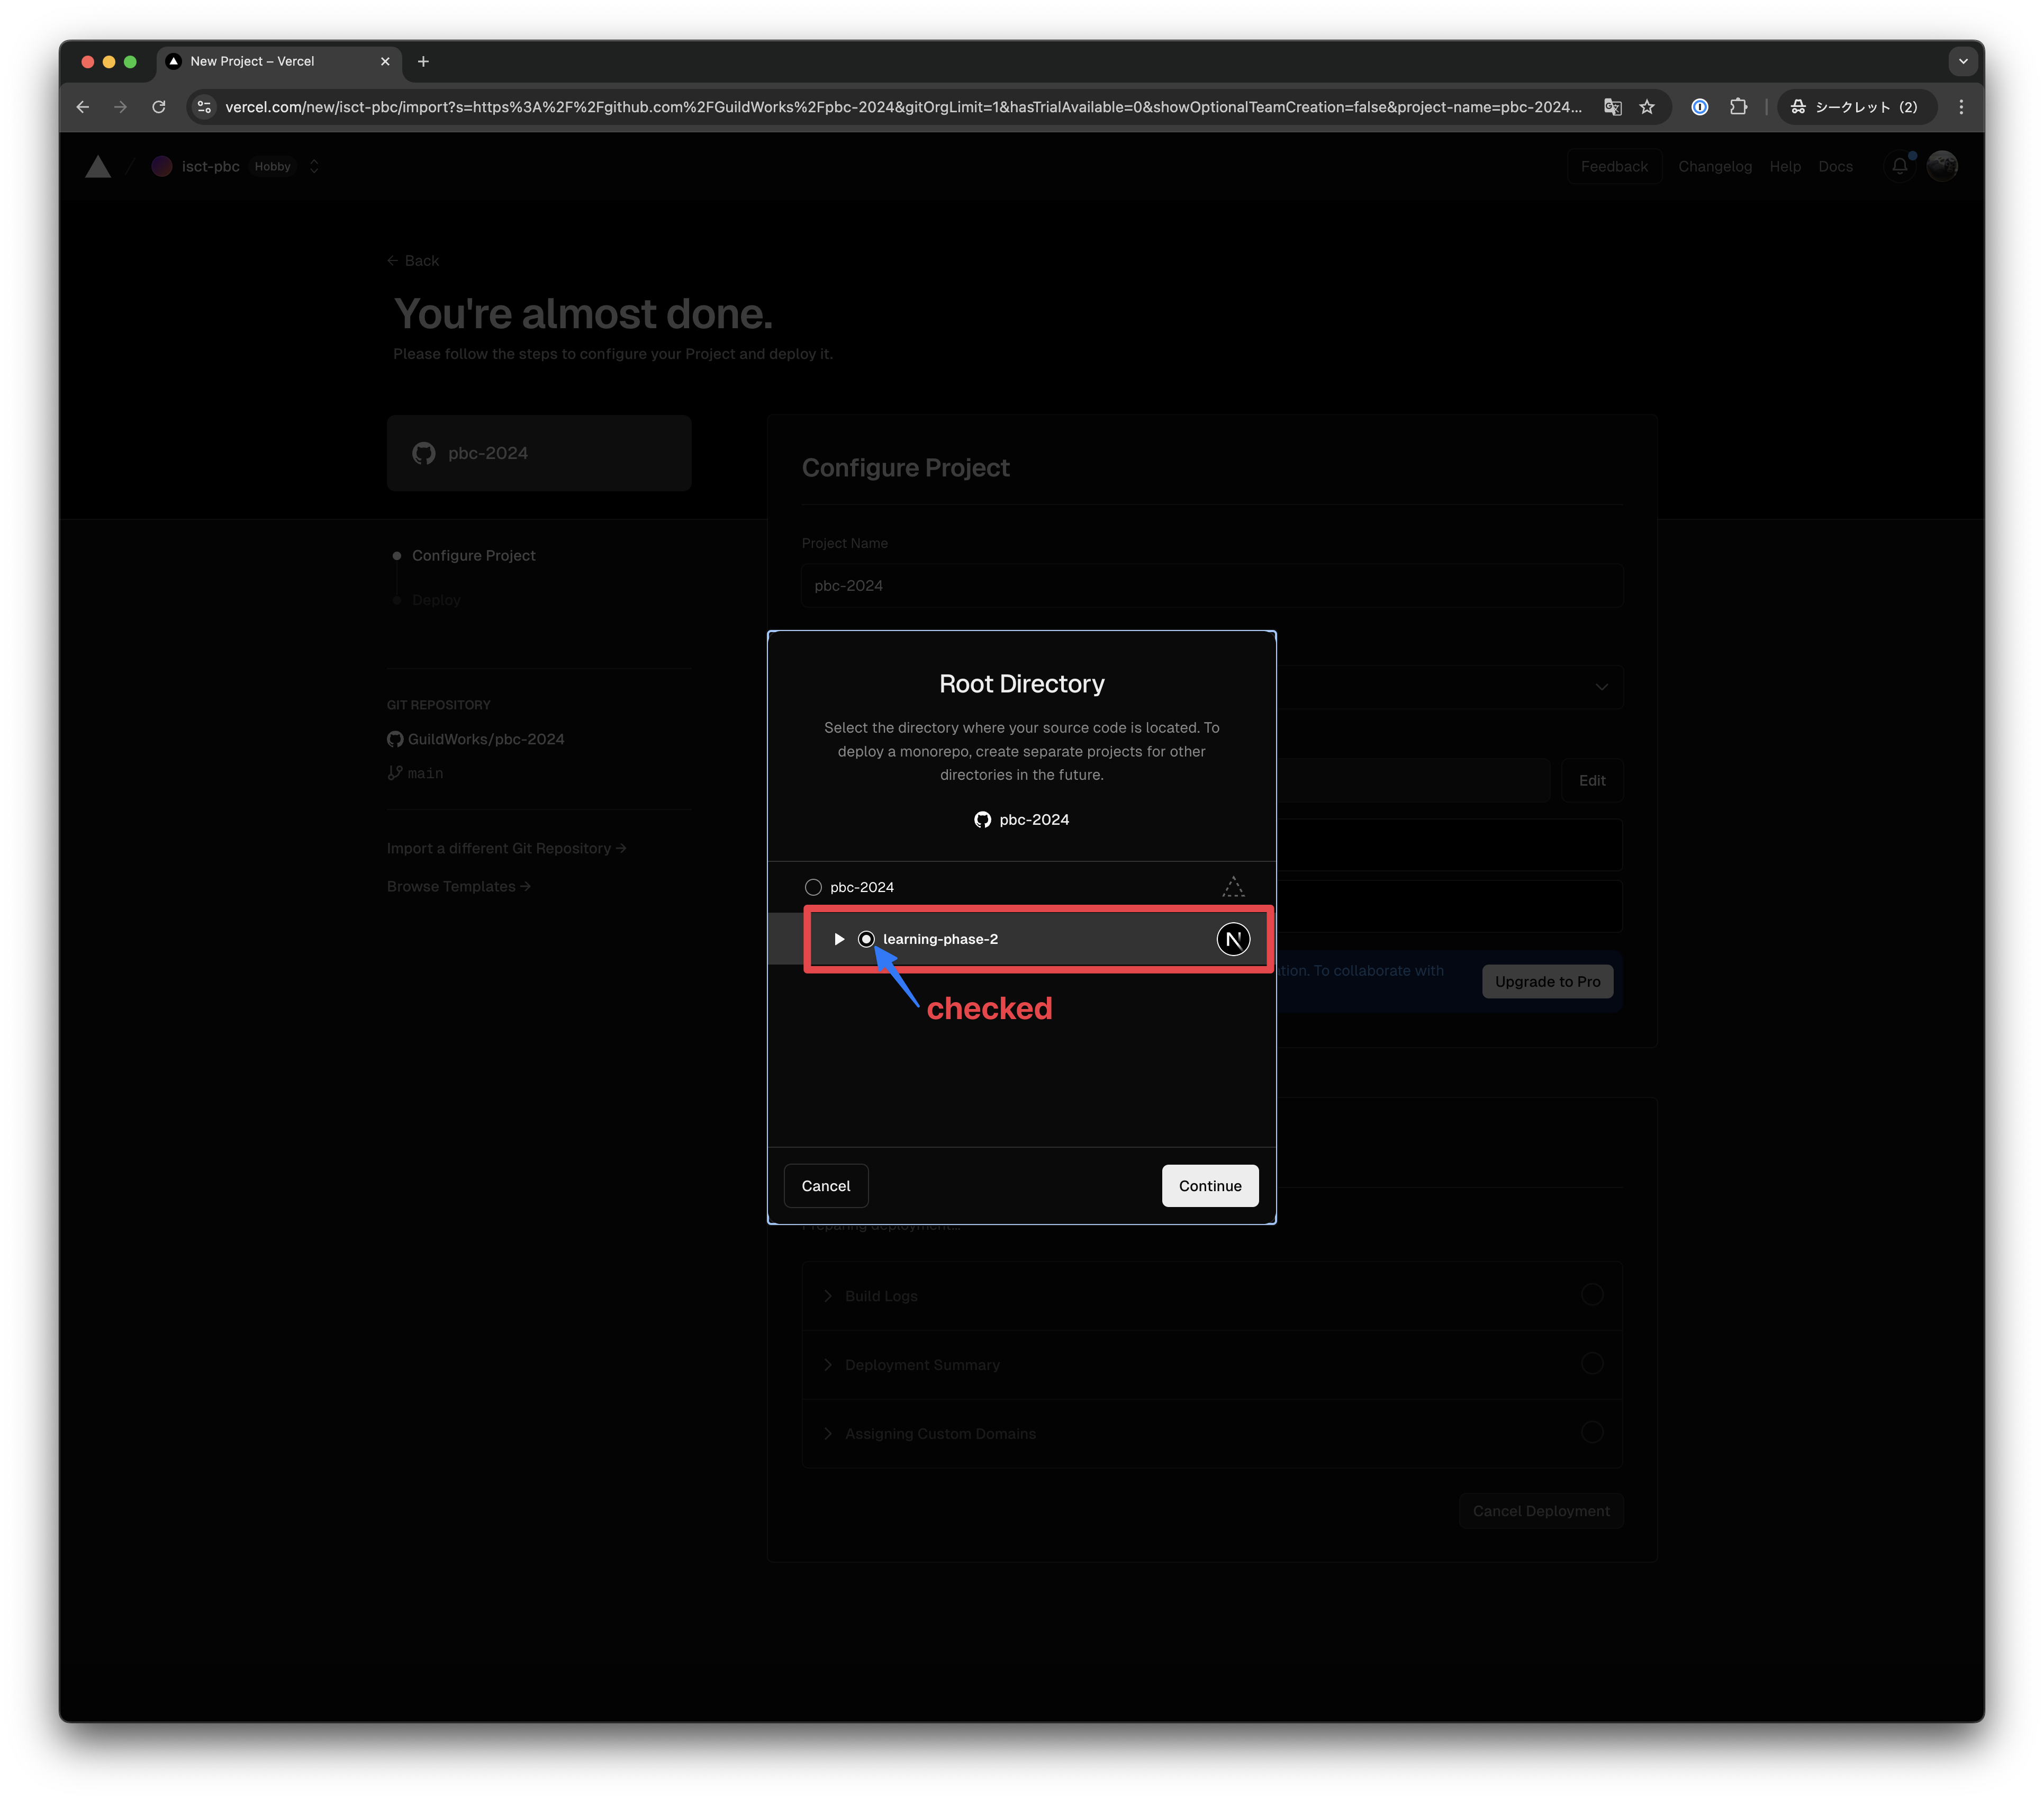 New Project – Vercel
vercel.com/new/isct-pbc/import?s=https%3A%2F%2Fgithub.com%2FGuildWorks%2Fpbc-2024&gitOrgLimit=1&hasTrialAvailable=0&showOptionalTeamCreation=false&project-name=pbc-2024...
シークレット (2)
isct-pbc
Hobby
Feedback
Changelog
Help
Docs
Back
You're almost done.
Please follow the steps to configure your Project and deploy it.
pbc-2024
Configure Project
Deploy
GIT REPOSITORY
GuildWorks/pbc-2024
main
Import a different Git Repository →
Browse Templates →
Configure Project
Project Name
pbc-2024
Edit
To collaborate with
Upgrade to Pro
Root Directory
Select the directory where your source code is located. To
deploy a monorepo, create separate projects for other
directories in the future.
pbc-2024
pbc-2024
learning-phase-2
checked
Cancel
Continue
Preparing deployment...
Build Logs
Deployment Summary
Assigning Custom Domains
Cancel Deployment